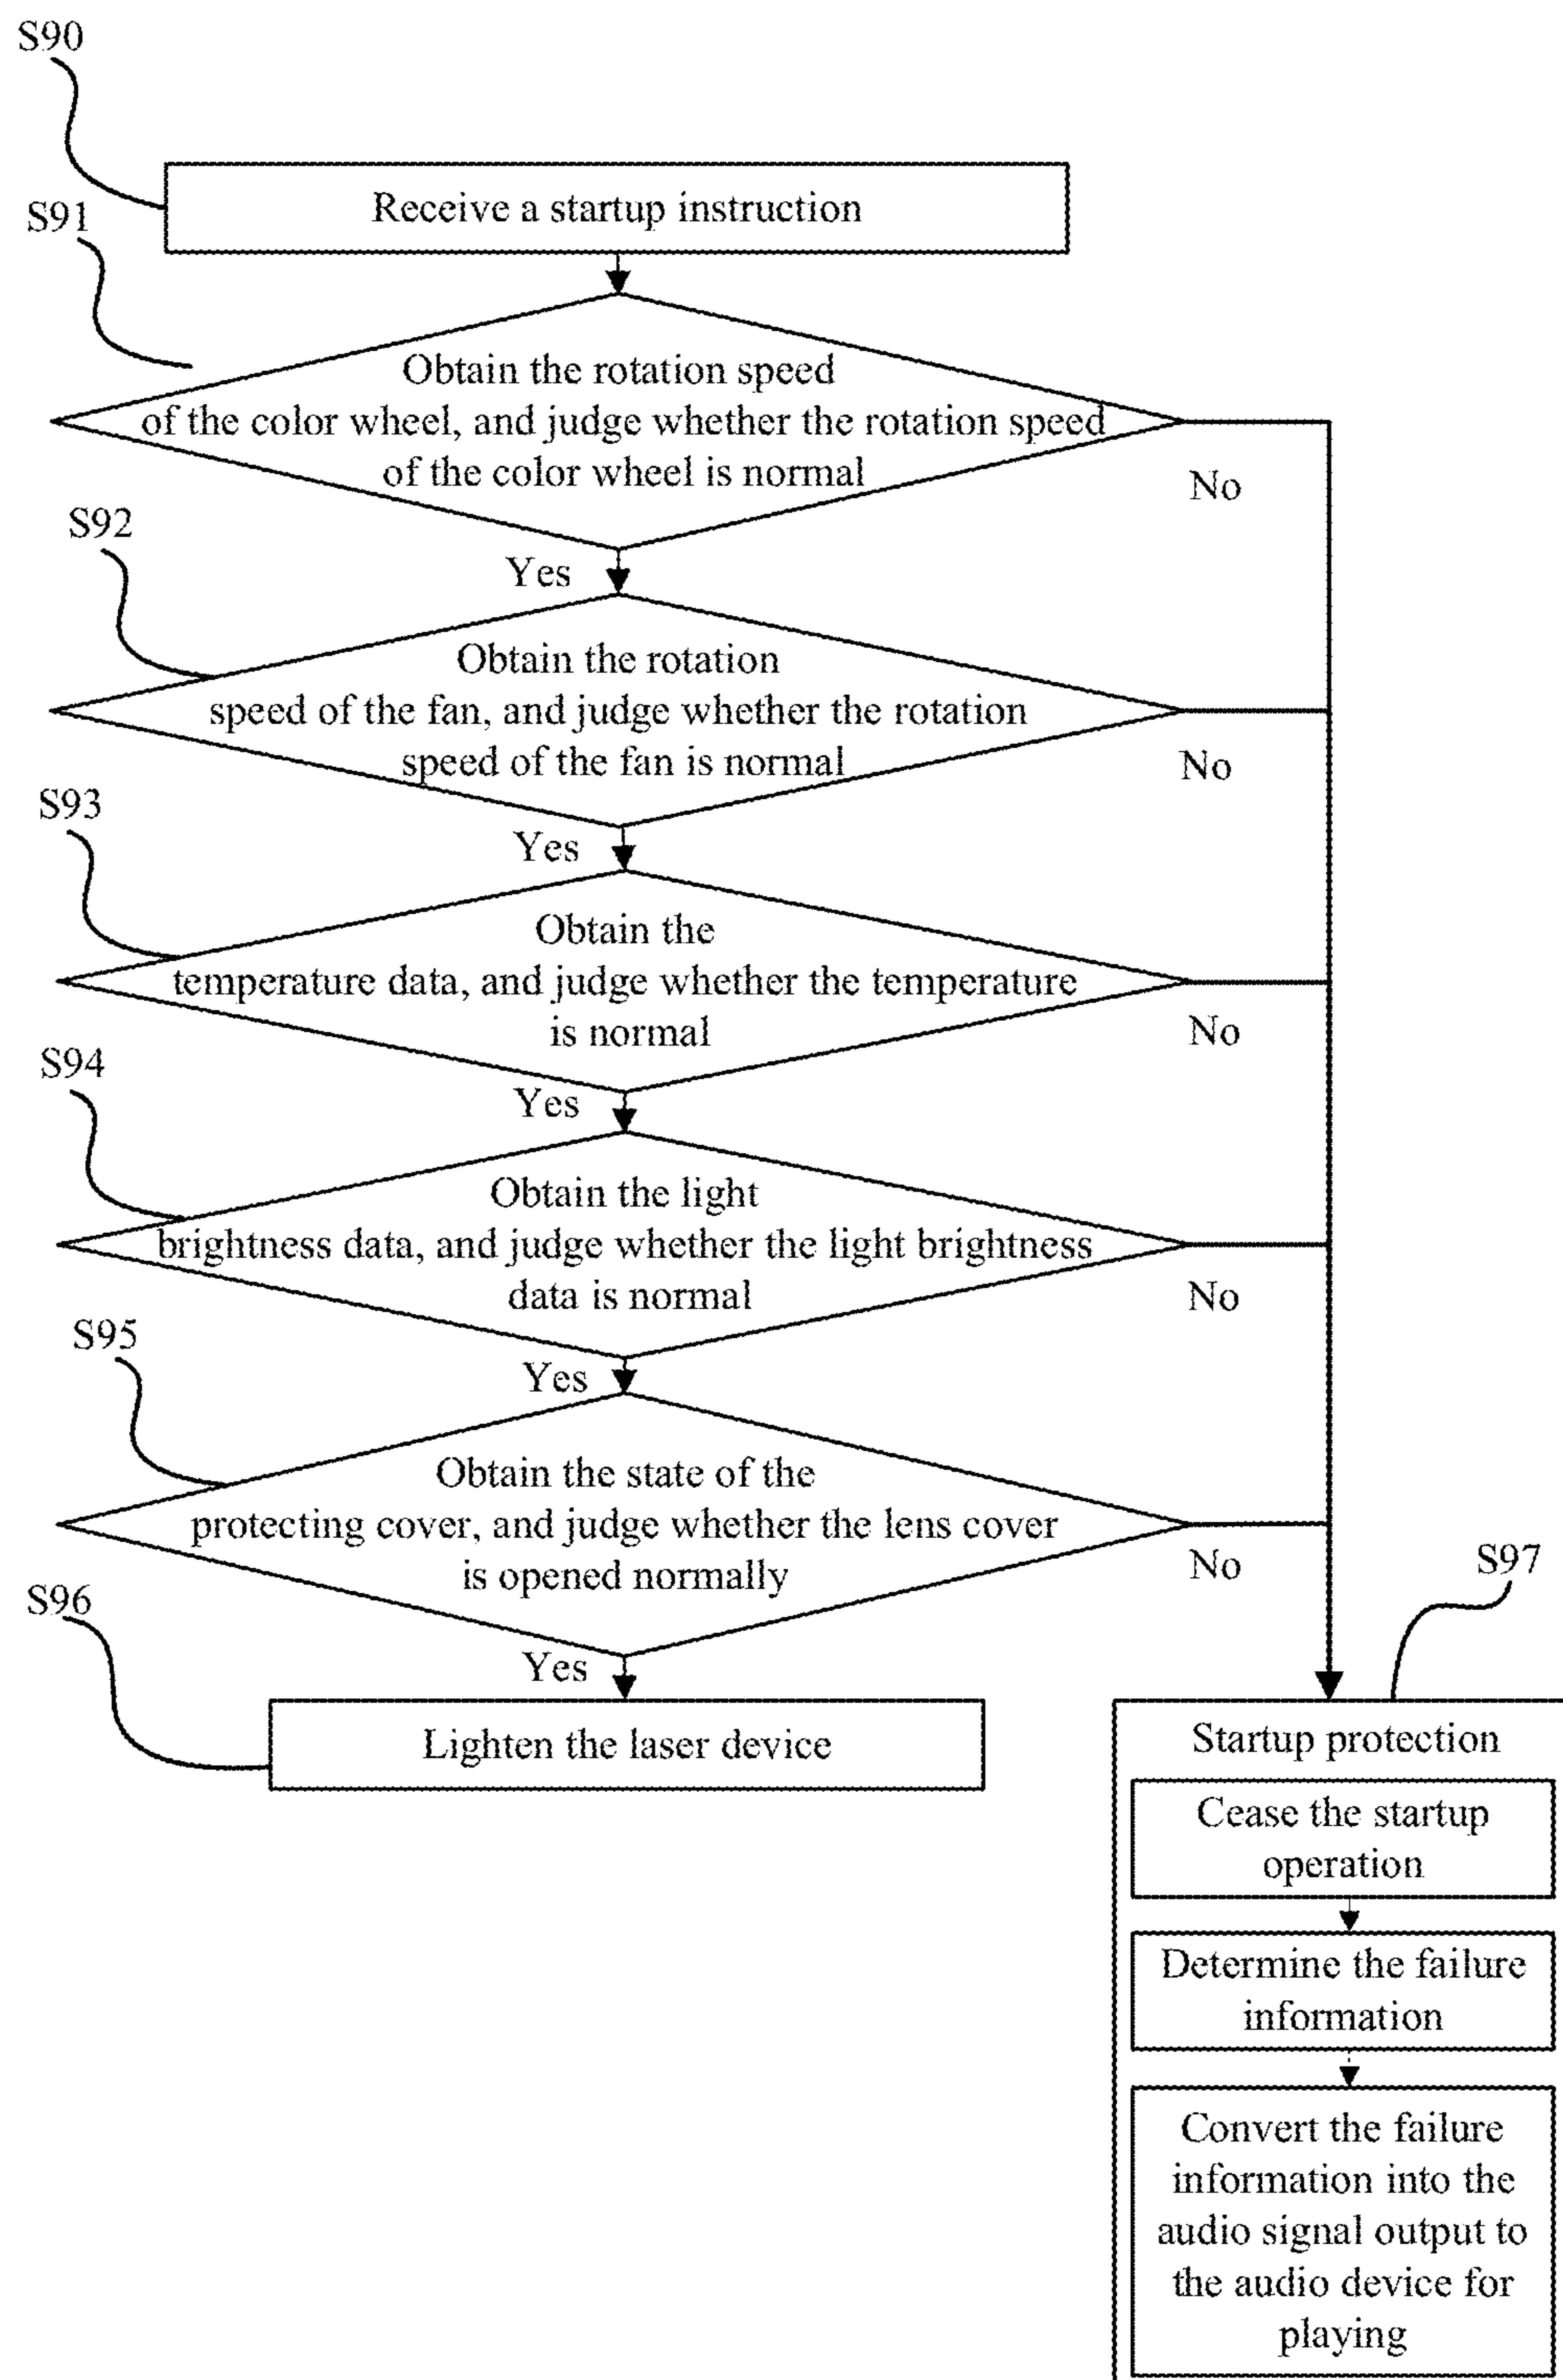 S90
Receive a startup instruction
S91
Obtain the rotation speed
of the color wheel, and judge whether the rotation speed
of the color wheel is normal
No
S92
Yes
Obtain the rotation
speed of the fan, and judge whether the rotation
speed of the fan is normal
No
S93
Yes
Obtain the
temperature data, and judge whether the temperature
is normal
No
S94
Yes
Obtain the light
brightness data, and judge whether the light brightness
data is normal
No
S95
Yes
Obtain the state of the
protecting cover, and judge whether the lens cover
is opened normally
No
S97
S96
Yes
Lighten the laser device
Startup protection
Cease the startup
operation
Determine the failure
information
Convert the failure
information into the
audio signal output to
the audio device for
playing